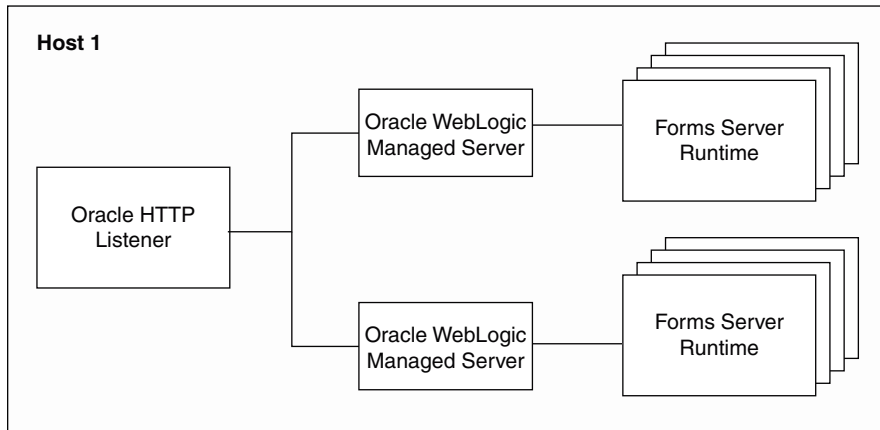 Host 1
Oracle HTTP
Listener
Oracle WebLogic
Managed Server
Forms Server
Runtime
Oracle WebLogic
Managed Server
Forms Server
Runtime